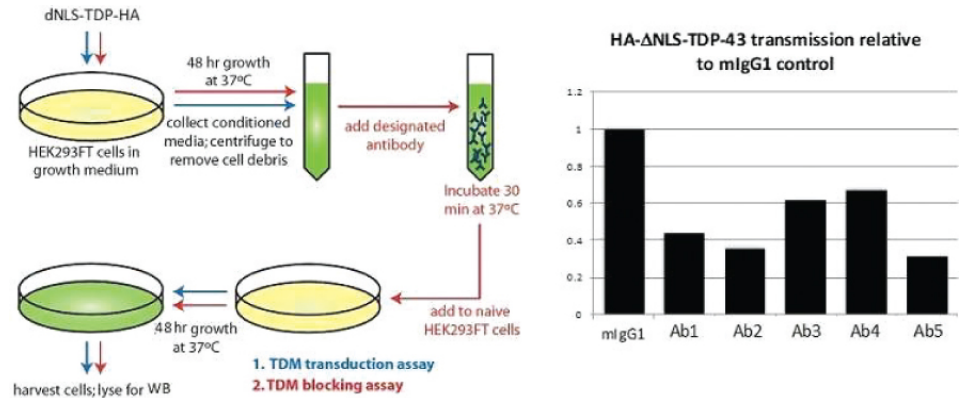 dNLS-TDP-HA
48 hr growth
at 37ºC
collect conditioned
media; centrifuge to
remove cell debris
HEK293FT cells in
growth medium
add designated
antibody
Incubate 30
min at 37ºC
add to naive
HEK293FT cells
48 hr growth
at 37ºC
harvest cells; lyse for WB
1. TDM transduction assay
2. TDM blocking assay
HA-ΔNLS-TDP-43 transmission relative
to mIgG1 control
1.2
1
0.8
0.6
0.4
0.2
0
mIgG1 Ab1 Ab2 Ab3 Ab4 Ab5